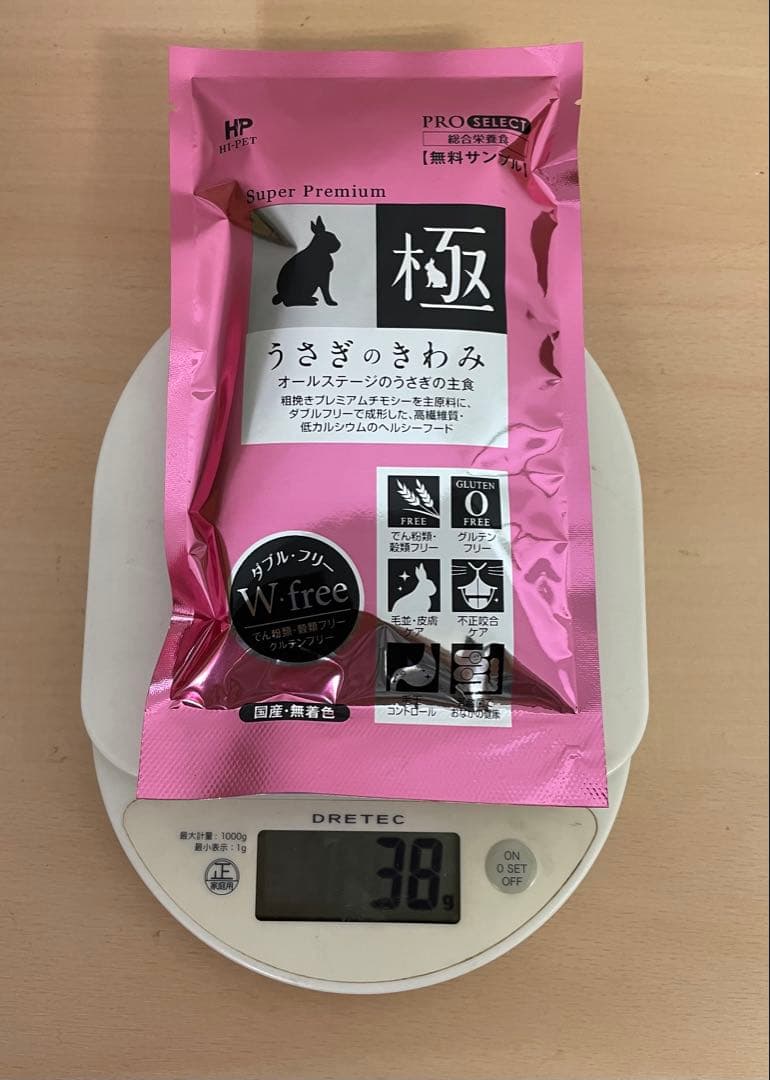 HP
HI-PET
PRO SELECT
総合栄養食
【無料サンプル】
Super Premium
極
うさぎのきわみ
オールステージのうさぎの主食
粗挽きプレミアムチモシーを主原料に、
ダブルフリーで成形した、高繊維質・
低カルシウムのヘルシーフード
FREE
でん粉類・
穀類フリー
GLUTEN
0
FREE
グルテン
フリー
ダブル・フリー
W・free
でん粉類・穀類フリー
グルテンフリー
毛並・皮膚
ケア
不正咬合
ケア
コントロール
おなかの健康
国産・無着色
DRETEC
最大計量：1000g
最小表示：1g
正
家庭用
38g
ON
0 SET
OFF